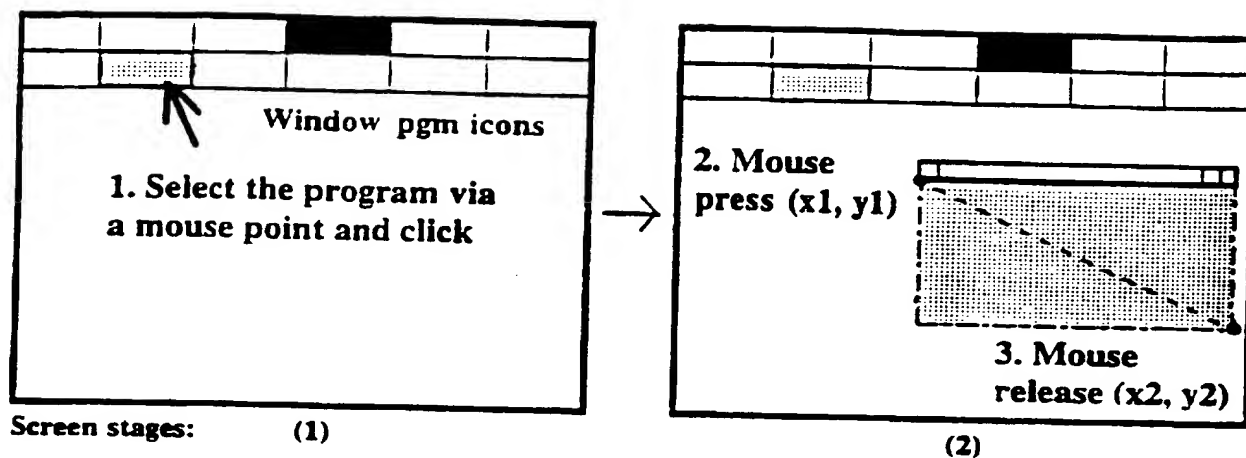 Window pgm icons
1. Select the program via
a mouse point and click
2. Mouse
press (x1, y1)
3. Mouse
release (x2, y2)
Screen stages: (1)
(2)